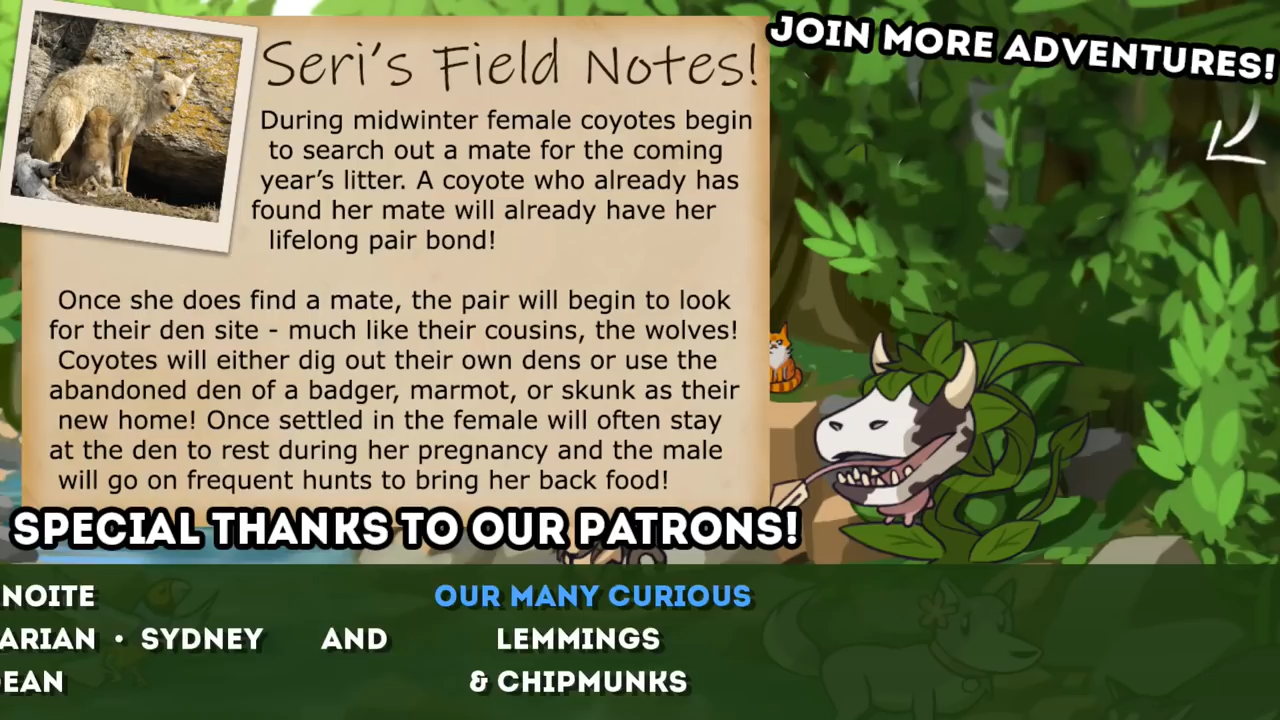 Seri's Field Notes!
JOIN MORE ADVENTURES!
During midwinter female coyotes begin
to search out a mate for the coming
year's litter. A coyote who already has
found her mate will already have her
lifelong pair bond!
Once she does find a mate, the pair will begin to look
for their den site - much like their cousins, the wolves!
Coyotes will either dig out their own dens or use the
abandoned den of a badger, marmot, or skunk as their
new home! Once settled in the female will often stay
at the den to rest during her pregnancy and the male
will go on frequent hunts to bring her back food!
SPECIAL THANKS TO OUR PATRONS!
NOITE OUR MANY CURIOUS
ARIAN • SYDNEY AND LEMMINGS
EAN & CHIPMUNKS